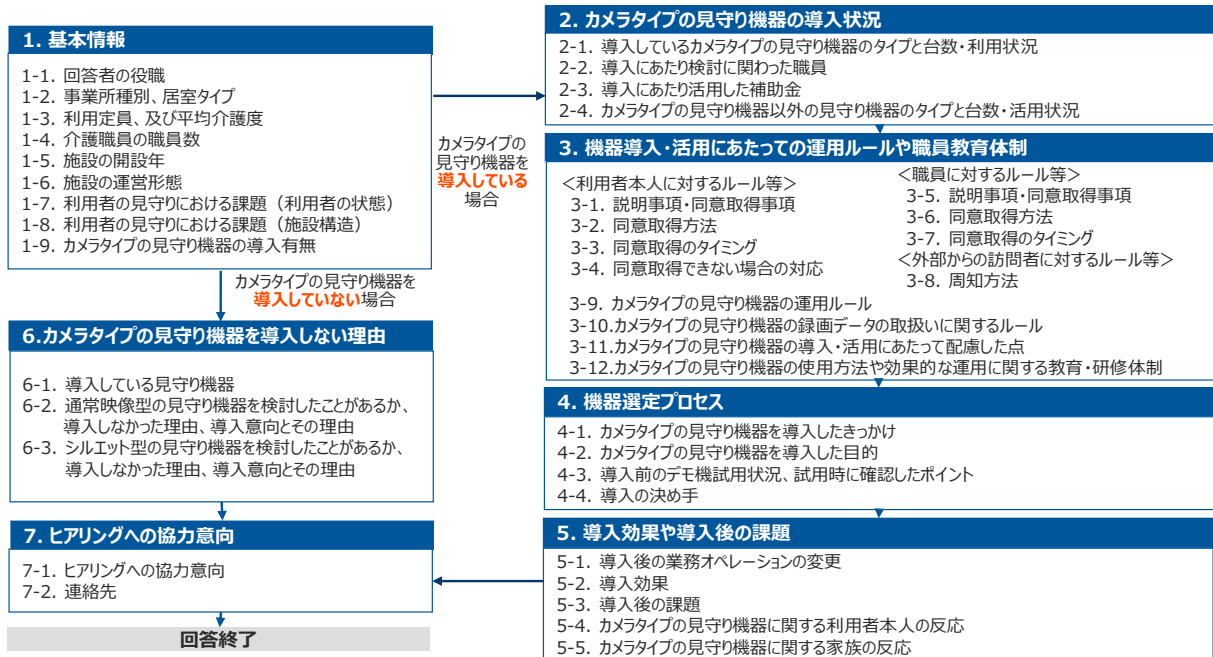 1. 基本情報
1-1. 回答者の役職
1-2. 事業所種別、居室タイプ
1-3. 利用定員、及び平均介護度
1-4. 介護職員の職員数
1-5. 施設の開設年
1-6. 施設の運営形態
1-7. 利用者の見守りにおける課題（利用者の状態）
1-8. 利用者の見守りにおける課題（施設構造）
1-9. カメラタイプの見守り機器の導入有無
カメラタイプの
見守り機器を
導入している
場合
2. カメラタイプの見守り機器の導入状況
2-1. 導入しているカメラタイプの見守り機器のタイプと台数・利用状況
2-2. 導入にあたり検討に関わった職員
2-3. 導入にあたり活用した補助金
2-4. カメラタイプの見守り機器以外の見守り機器のタイプと台数・活用状況
3. 機器導入・活用にあたっての運用ルールや職員教育体制
＜利用者本人に対するルール等＞
3-1. 説明事項・同意取得事項
3-2. 同意取得方法
3-3. 同意取得のタイミング
3-4. 同意取得できない場合の対応
＜職員に対するルール等＞
3-5. 説明事項・同意取得事項
3-6. 同意取得方法
3-7. 同意取得のタイミング
＜外部からの訪問者に対するルール等＞
3-8. 周知方法
3-9. カメラタイプの見守り機器の運用ルール
3-10.カメラタイプの見守り機器の録画データの取扱いに関するルール
3-11.カメラタイプの見守り機器の導入・活用にあたって配慮した点
3-12.カメラタイプの見守り機器の使用方法や効果的な運用に関する教育・研修体制
4. 機器選定プロセス
4-1. カメラタイプの見守り機器を導入したきっかけ
4-2. カメラタイプの見守り機器を導入した目的
4-3. 導入前のデモ機試用状況、試用時に確認したポイント
4-4. 導入の決め手
5. 導入効果や導入後の課題
5-1. 導入後の業務オペレーションの変更
5-2. 導入効果
5-3. 導入後の課題
5-4. カメラタイプの見守り機器に関する利用者本人の反応
5-5. カメラタイプの見守り機器に関する家族の反応
カメラタイプの見守り機器を
導入していない場合
6.カメラタイプの見守り機器を導入しない理由
6-1. 導入している見守り機器
6-2. 通常映像型の見守り機器を検討したことがあるか、
導入しなかった理由、導入意向とその理由
6-3. シルエット型の見守り機器を検討したことがあるか、
導入しなかった理由、導入意向とその理由
7. ヒアリングへの協力意向
7-1. ヒアリングへの協力意向
7-2. 連絡先
回答終了